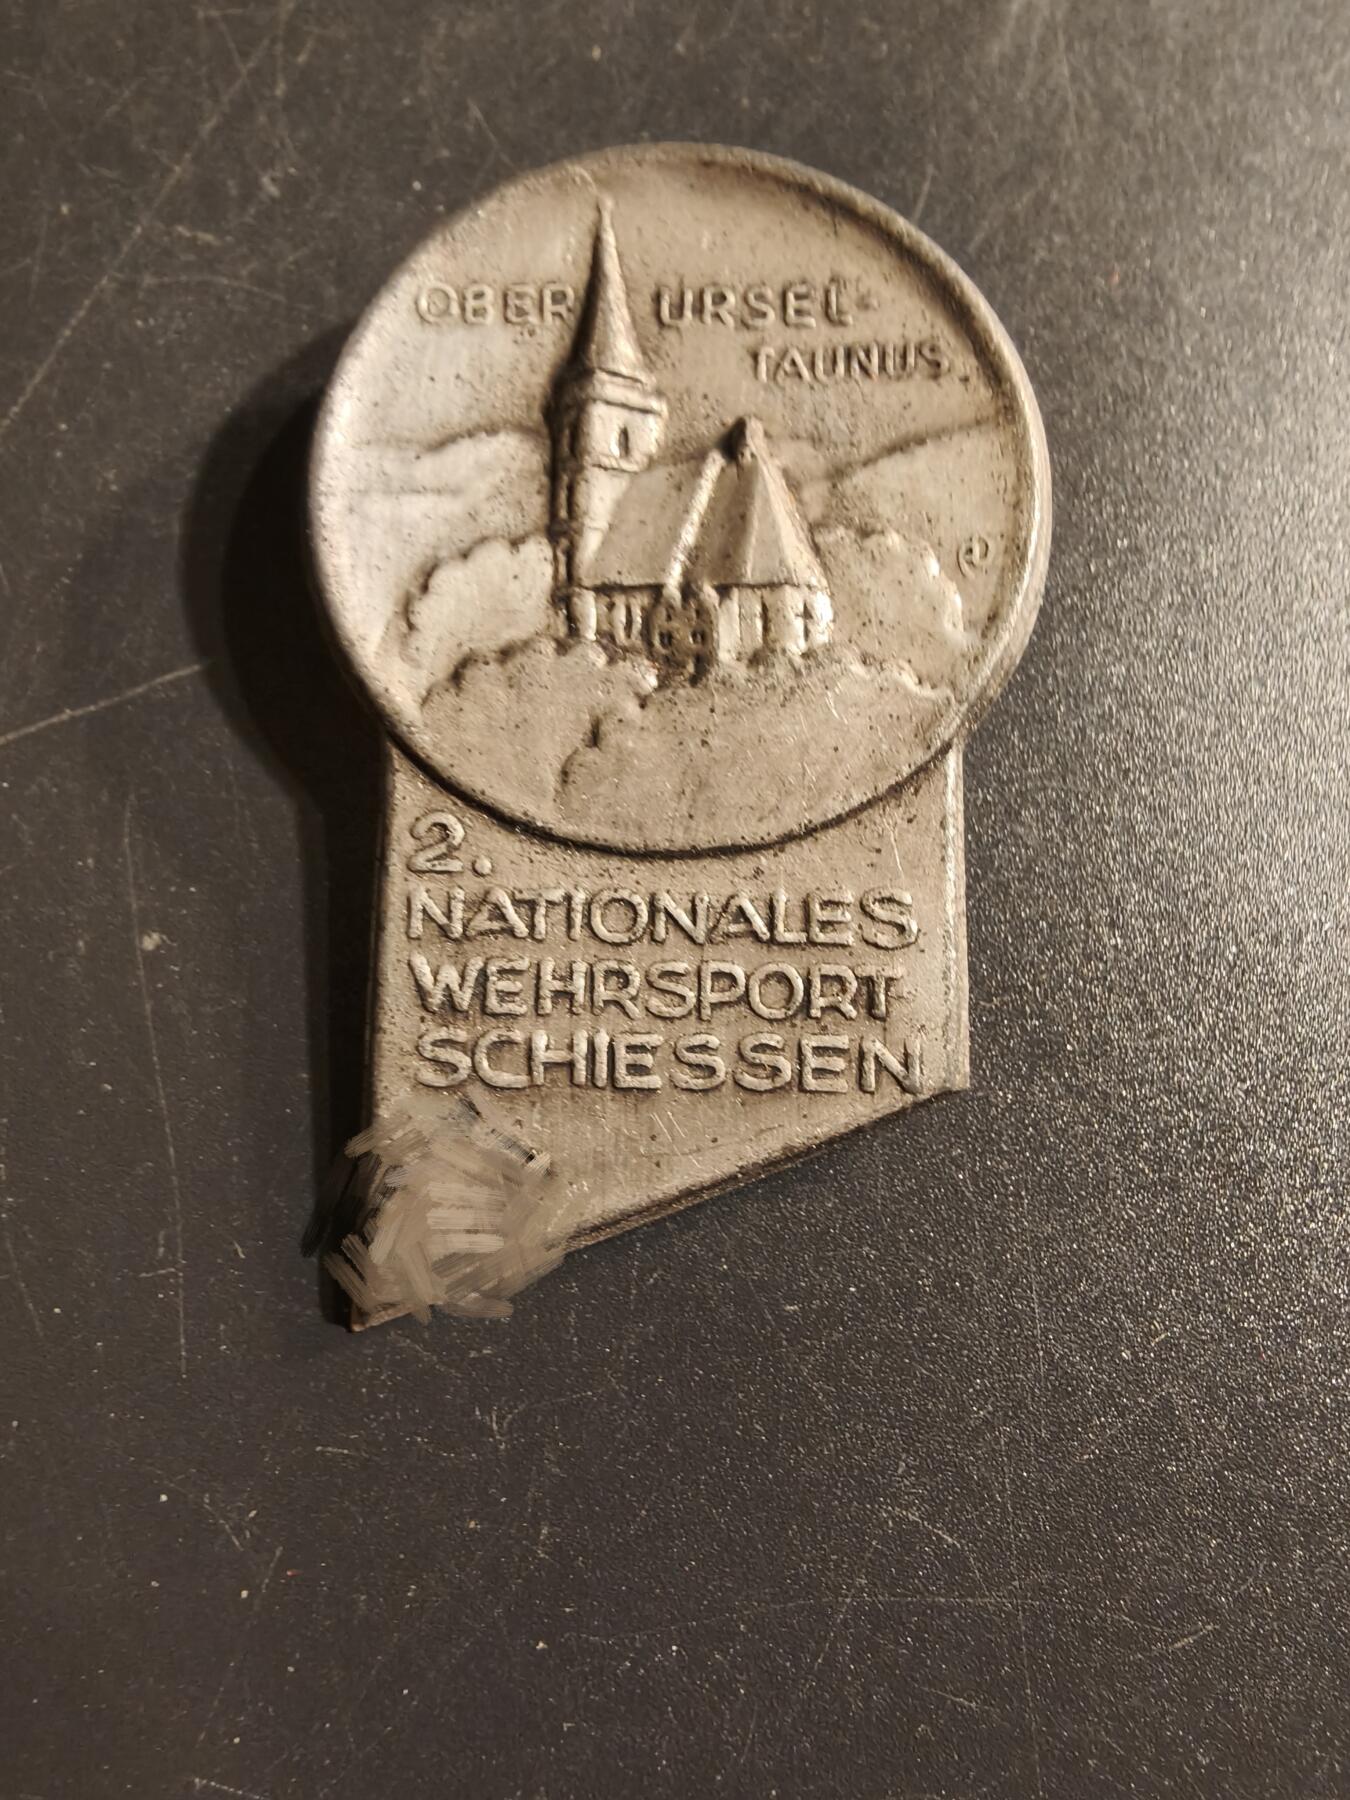 OBER URSEL-
TAUNUS
2.
NATIONALES
WEHRSPORT-
SCHIESSEN